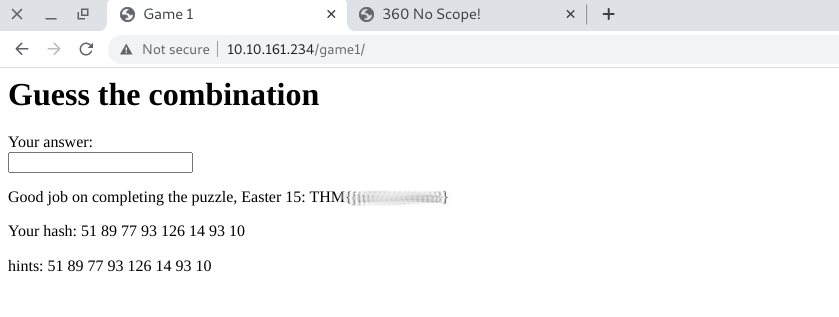 Game 1
360 No Scope!
Not secure
10.10.161.234/game1/
Guess the combination
Your answer:
Good job on completing the puzzle, Easter 15: THM{ }
Your hash: 51 89 77 93 126 14 93 10
hints: 51 89 77 93 126 14 93 10